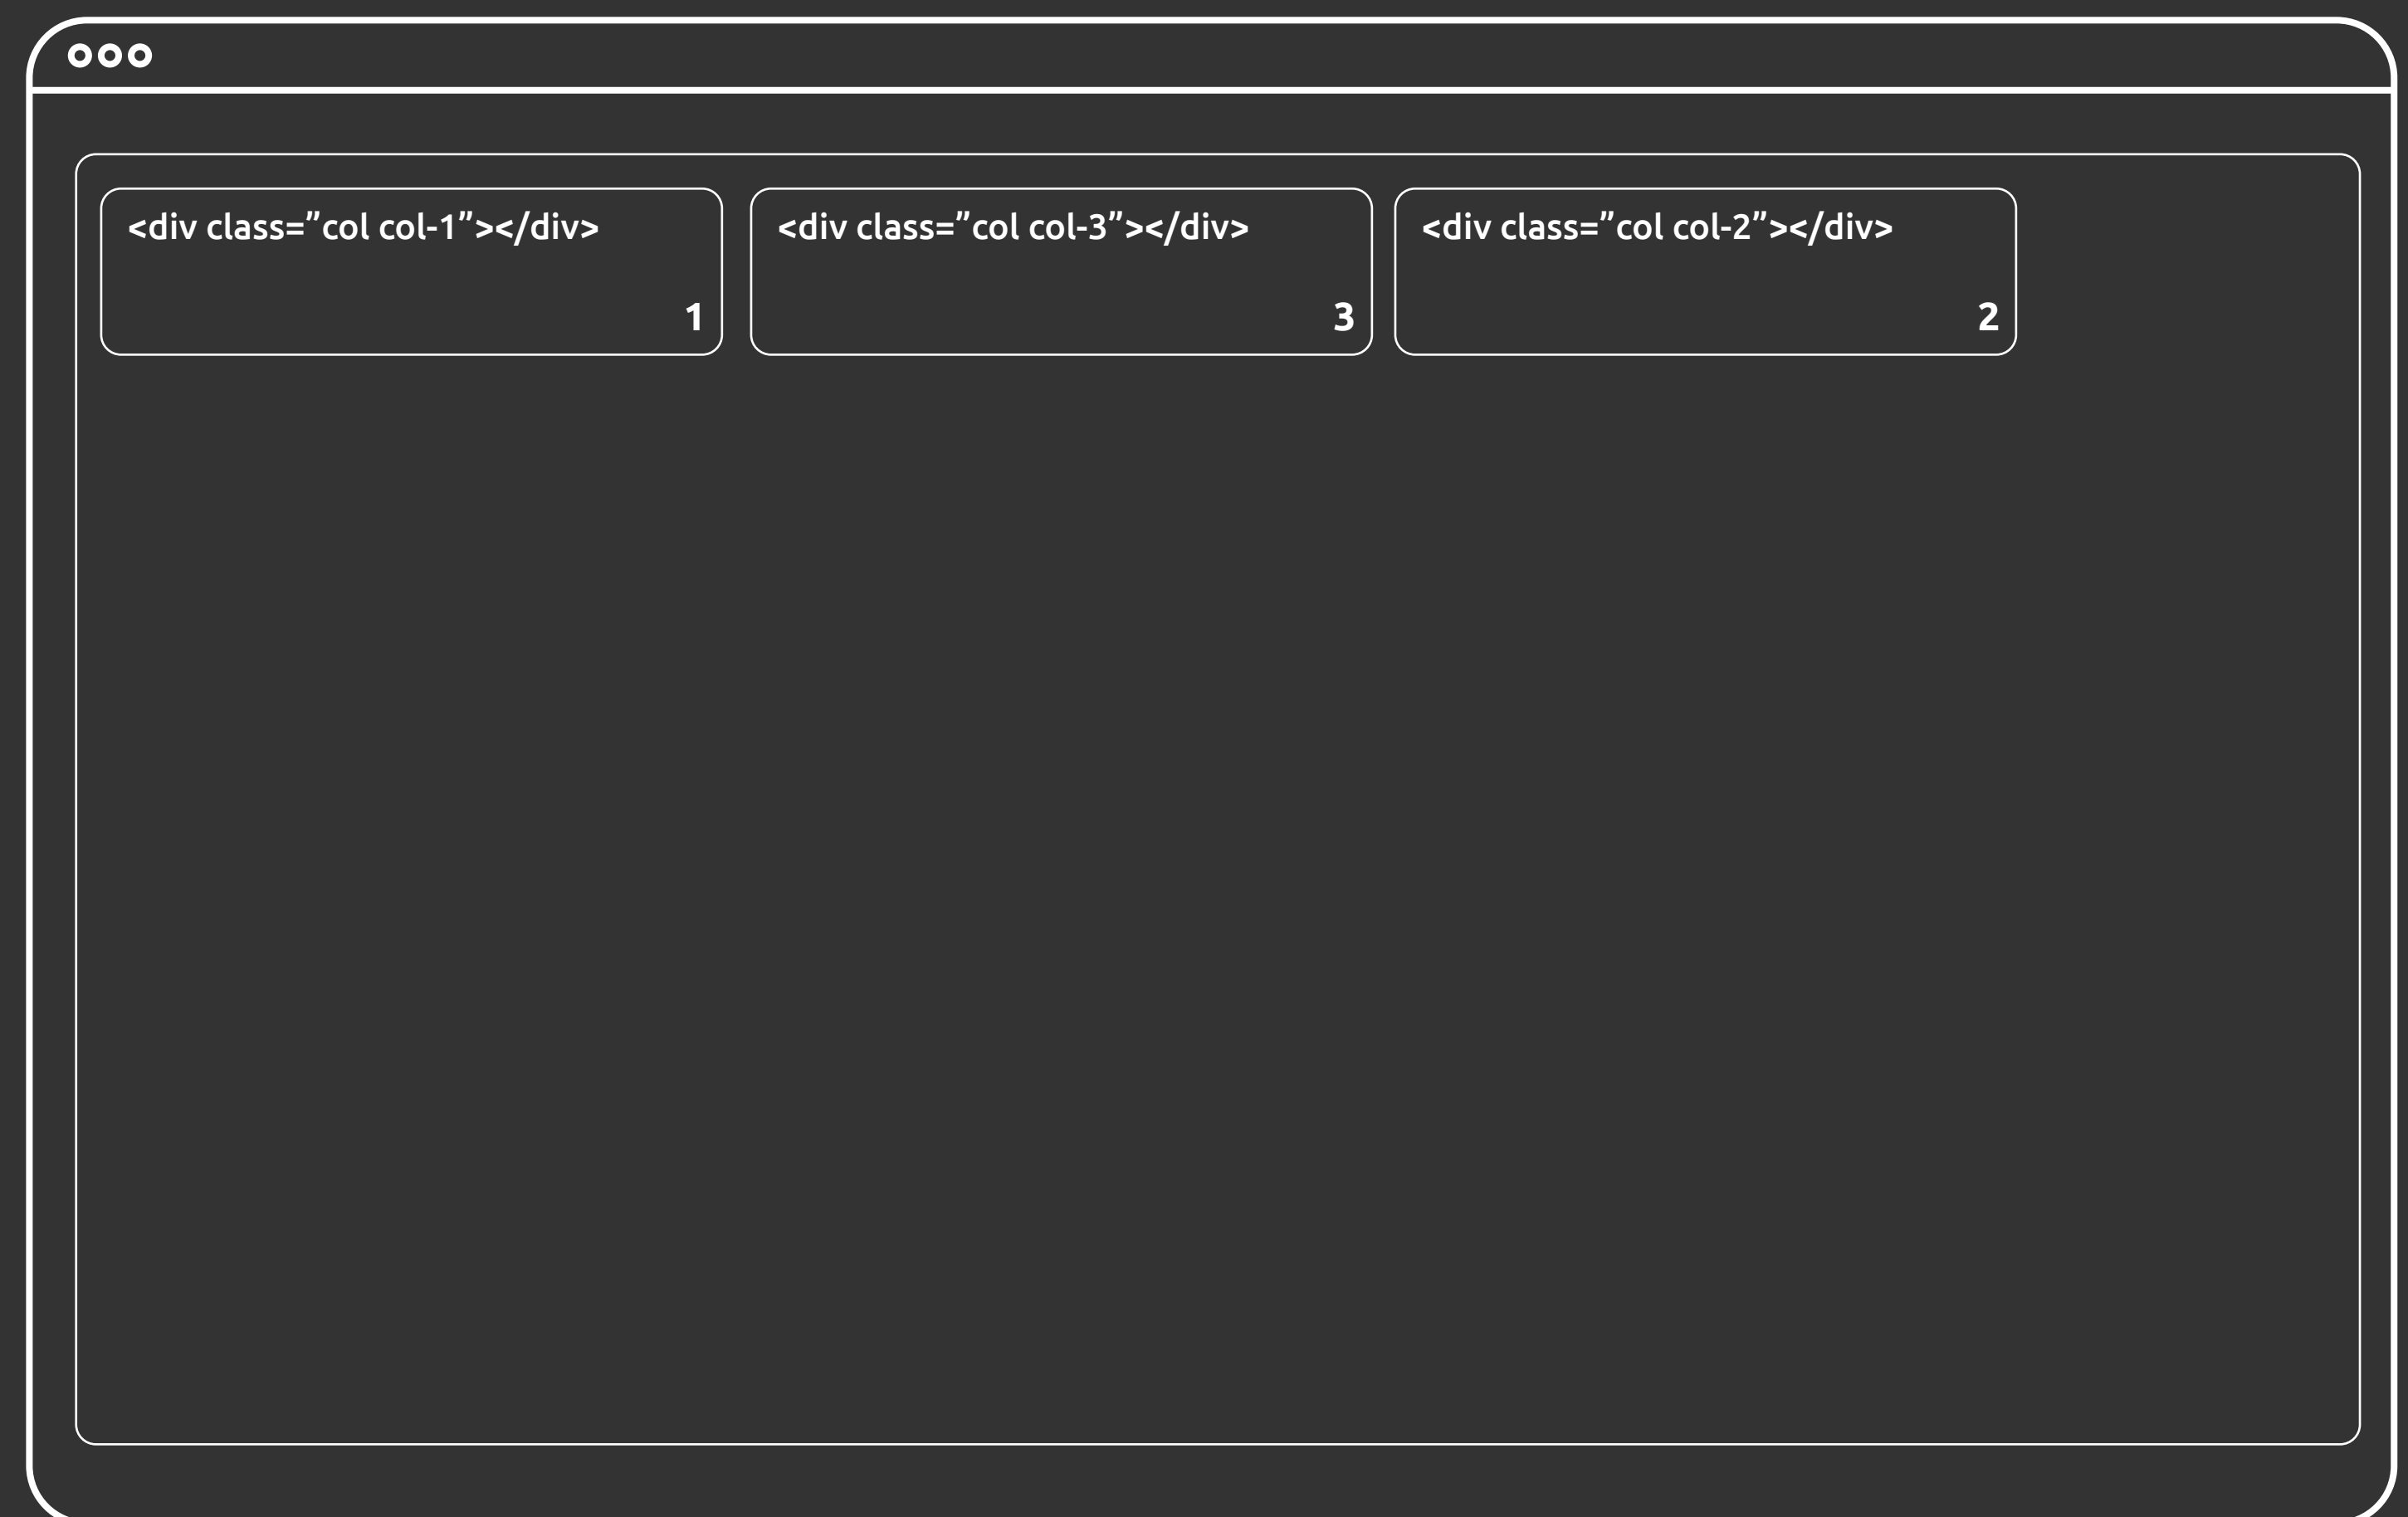 <div class=”col col-1”></div>
1
<div class=” col col-3”></div>
3
<div class=” col col-2”></div>
2